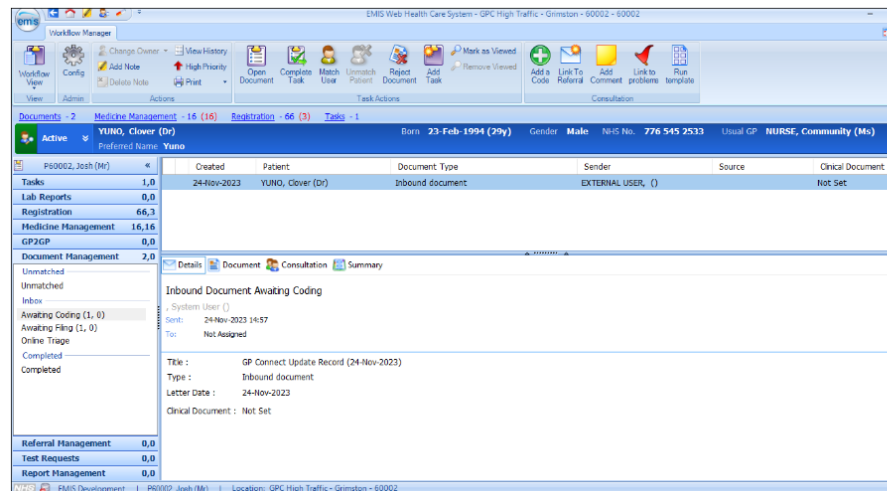 EMIS Web Health Care System - GPC High Traffic - Grimston - 60002 - 60002
ems
Workflow Manager
Workflow View
Config
Change Owner
Add Note
Delete Note
View History
High Priority
Print
Open Document
Complete Task
Match User
Unmatch Patient
Reject Document
Add Task
Mark as Viewed
Remove Viewed
Add a Code
Link To Referral
Add Comment
Link to problems
Run template
View Admin Actions Task Actions Consultation
Documents - 2 Medicine Management - 16 (16) Registration - 66 (3) Tasks - 1
Active YUNO, Clover (Dr) Born 23-Feb-1994 (29y) Gender Male NHS No. 776 545 2533 Usual GP NURSE, Community (Ms)
Preferred Name Yuno
P60002, Josh (Mr) «
Tasks 1,0
Lab Reports 0,0
Registration 66,3
Medicine Management 16,16
GP2GP 0,0
Document Management 2,0
Unmatched
Unmatched
Inbox
Awaiting Coding (1, 0)
Awaiting Filing (1, 0)
Online Triage
Completed
Completed
Referral Management 0,0
Test Requests 0,0
Report Management 0,0
Created Patient Document Type Sender Source Clinical Document
24-Nov-2023 YUNO, Clover (Dr) Inbound document EXTERNAL USER, () Not Set
Details Document Consultation Summary
Inbound Document Awaiting Coding
, System User ()
Sent: 24-Nov-2023 14:57
To: Not Assigned
Title : GP Connect Update Record (24-Nov-2023)
Type : Inbound document
Letter Date : 24-Nov-2023
Clinical Document : Not Set
NHS EMIS Development | P60002, Josh (Mr) | Location: GPC High Traffic - Grimston - 60002